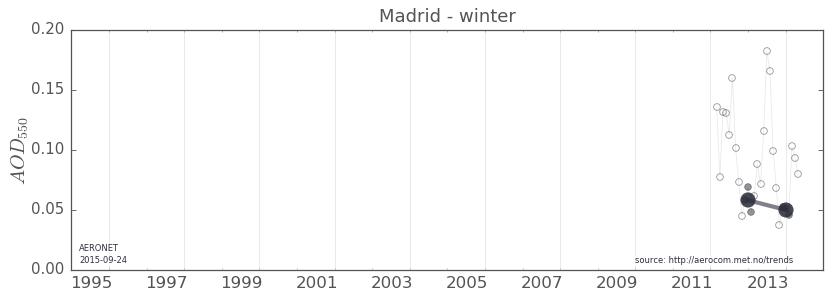 Madrid - winter
0.20
0.15
0.10
0.05
0.00
AOD550
AERONET
2015-09-24
source: http://aerocom.met.no/trends
1995 1997 1999 2001 2003 2005 2007 2009 2011 2013